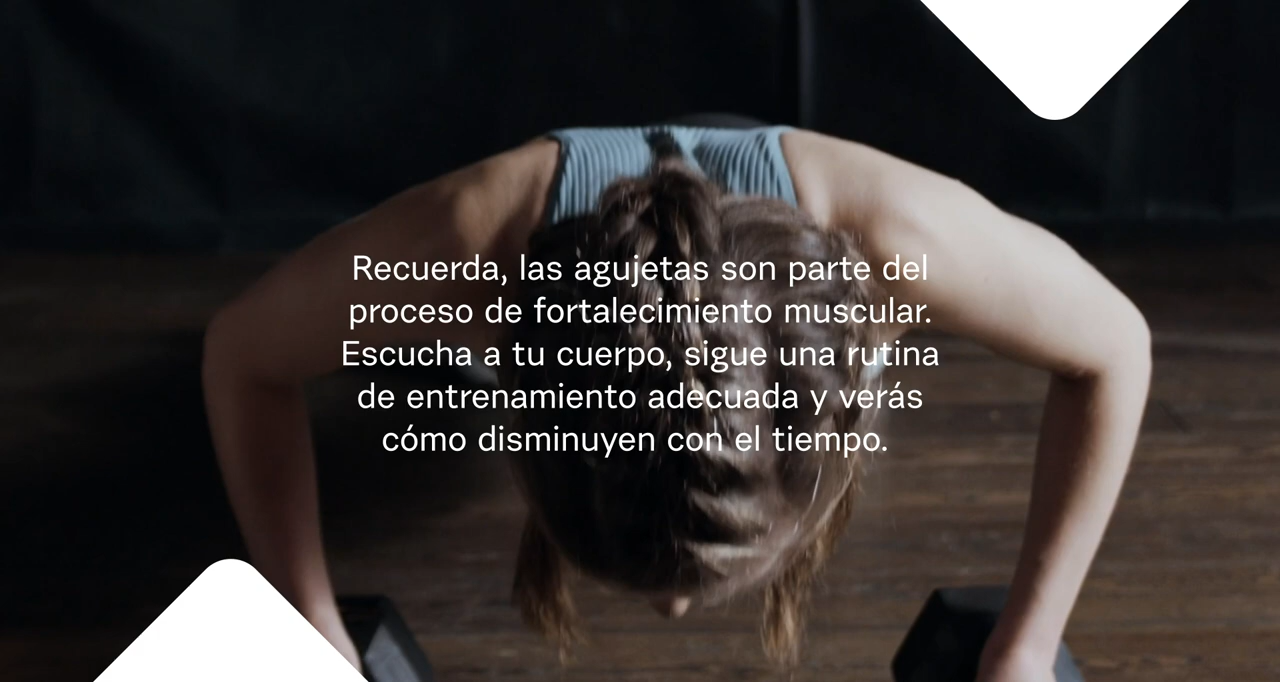 Recuerda, las agujetas son parte del
proceso de fortalecimiento muscular.
Escucha a tu cuerpo, sigue una rutina
de entrenamiento adecuada y verás
cómo disminuyen con el tiempo.